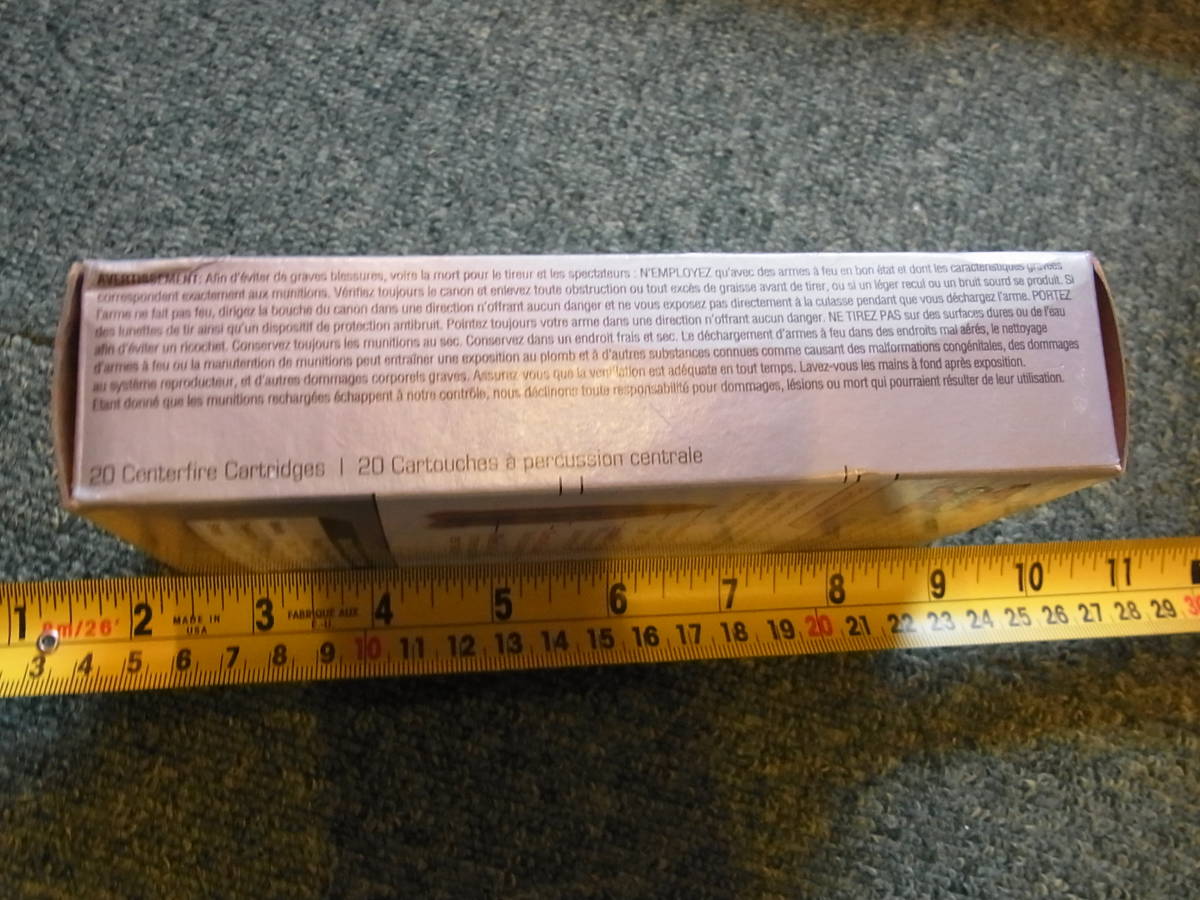 AVERTISSEMENT: Afin d'éviter de graves blessures, voire la mort pour le tireur et les spectateurs : N'EMPLOYEZ qu'avec des armes à feu en bon état et dont les caractéristiques gravées
correspondent exactement aux munitions. Vérifiez toujours le canon et enlevez toute obstruction ou tout excès de graisse avant de tirer, ou si un léger recul ou un bruit sourd se produit. Si
l'arme ne fait pas feu, dirigez la bouche du canon dans une direction n'offrant aucun danger et ne vous exposez pas directement à la culasse pendant que vous déchargez l'arme. PORTEZ
des lunettes de tir ainsi qu'un dispositif de protection antibruit. Pointez toujours votre arme dans une direction n'offrant aucun danger. NE TIREZ PAS sur des surfaces dures ou de l'eau
afin d'éviter un ricochet. Conservez toujours les munitions au sec. Conservez dans un endroit frais et sec. Le déchargement d'armes à feu dans des endroits mal aérés, le nettoyage
d'armes à feu ou la manutention de munitions peut entraîner une exposition au plomb et à d'autres substances connues comme causant des malformations congénitales, des dommages
au système reproducteur, et d'autres dommages corporels graves. Assurez-vous que la ventilation est adéquate en tout temps. Lavez-vous les mains à fond après exposition.
Étant donné que les munitions rechargées échappent à notre contrôle, nous déclinons toute responsabilité pour dommages, lésions ou mort qui pourraient résulter de leur utilisation.
20 Centerfire Cartridges | 20 Cartouches à percussion centrale
1 2 MADE IN USA 3 FABRIQUÉ AUX É.-U. 4 5 6 7 8 9 10 11
8m/26'
3 4 5 6 7 8 9 10 11 12 13 14 15 16 17 18 19 20 21 22 23 24 25 26 27 28 29